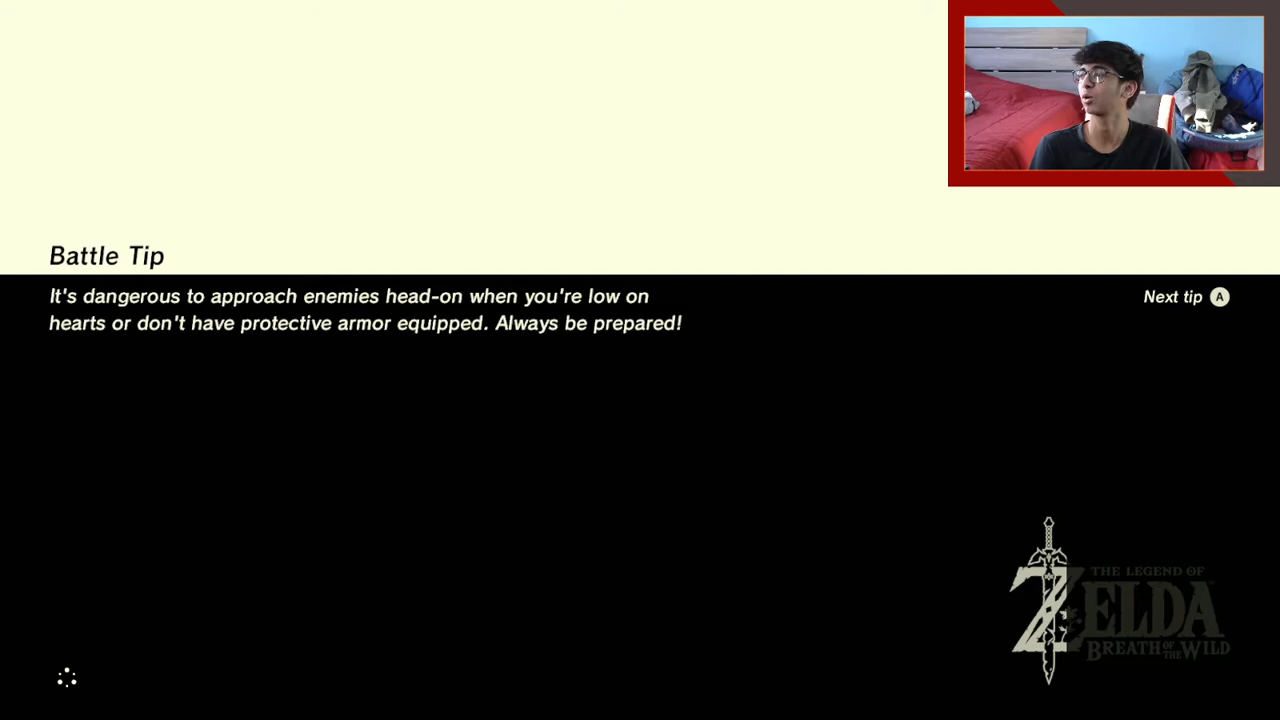 Battle Tip
It's dangerous to approach enemies head-on when you're low on
hearts or don't have protective armor equipped. Always be prepared!
Next tip A
THE LEGEND OF
ZELDA
BREATH OF THE WILD